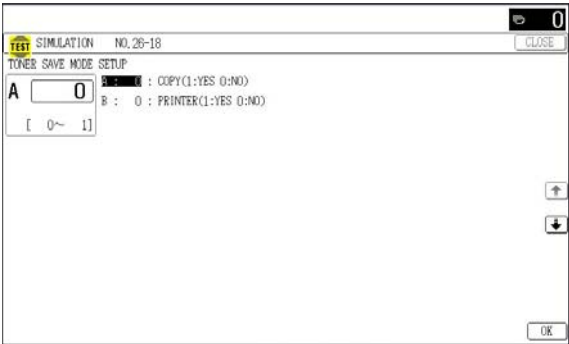 0
TEST SIMULATION NO.26-18 CLOSE
TONER SAVE MODE SETUP
A 0
[ 0~ 1]
A : 0 : COPY(1:YES 0:NO)
B : 0 : PRINTER(1:YES 0:NO)
OK